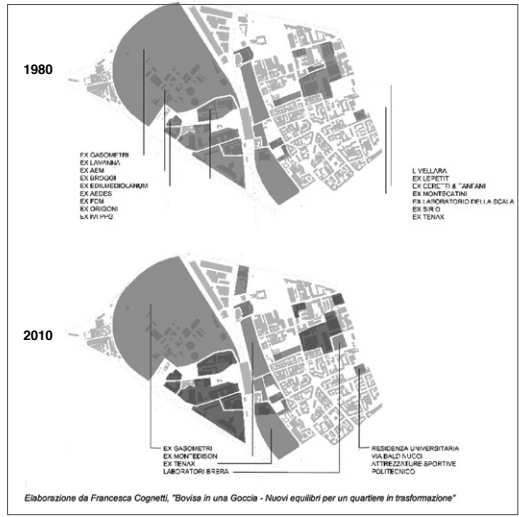 1980
EX GASOMETRI
EX LAVANNA
EX AEM
EX BROGGI
EX EDILMEDIOLANUM
EX AEDES
EX FCM
EX ORIGONI
EX IVI PPG
LIVELLARA
EX LEPETIT
EX CERETTI & TANFANI
EX MONTECATINI
EX LABORATORIO DELLA SCALA
EX SIRIO
EX TENAX
2010
EX GASOMETRI
EX MONTEDISON
EX TENAX
LABORATORI BRERA
RESIDENZA UNIVERSITARIA
VIA BALDINUCCI
ATTREZZATURE SPORTIVE
POLITECNICO
Elaborazione da Francesca Cognetti, "Bovisa in una Goccia - Nuovi equilibri per un quartiere in trasformazione"